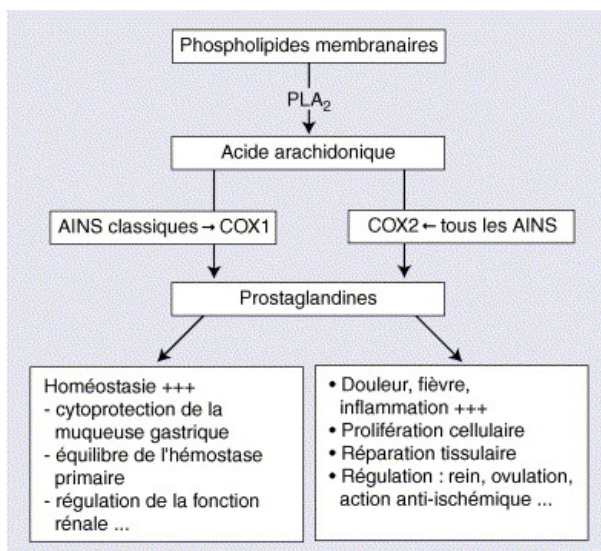 Phospholipides membranaires
PLA₂
Acide arachidonique
AINS classiques → COX1
COX2 ← tous les AINS
Prostaglandines
Homéostasie +++
- cytoprotection de la
muqueuse gastrique
- équilibre de l'hémostase
primaire
- régulation de la fonction
rénale ...
• Douleur, fièvre,
inflammation +++
• Prolifération cellulaire
• Réparation tissulaire
• Régulation : rein, ovulation,
action anti-ischémique ...